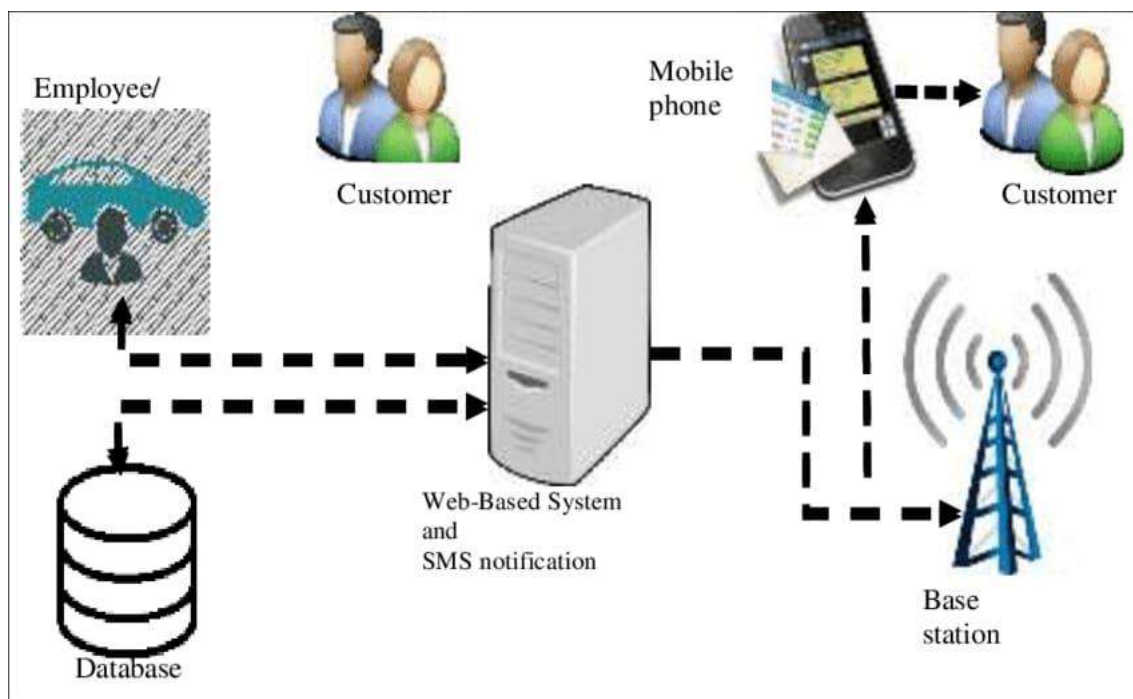 Employee/
Customer
Mobile
phone
Customer
Web-Based System
and
SMS notification
Base
station
Database